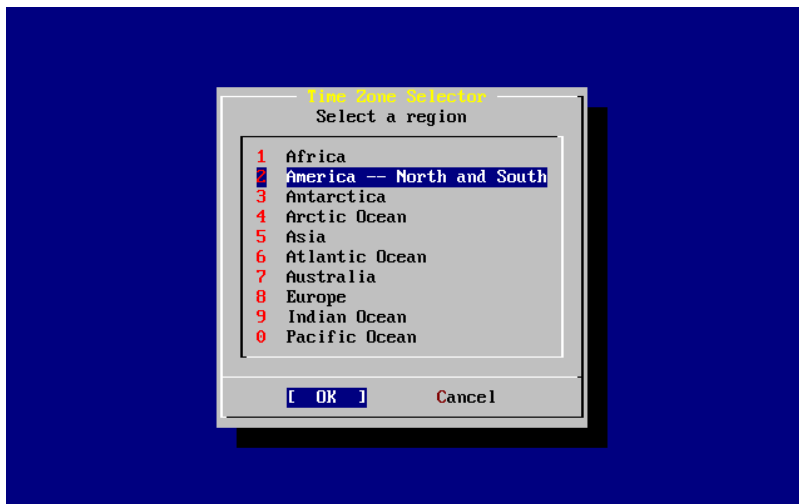 Time Zone Selector
Select a region
1 Africa
2 America -- North and South
3 Antarctica
4 Arctic Ocean
5 Asia
6 Atlantic Ocean
7 Australia
8 Europe
9 Indian Ocean
0 Pacific Ocean
[ OK ] Cancel